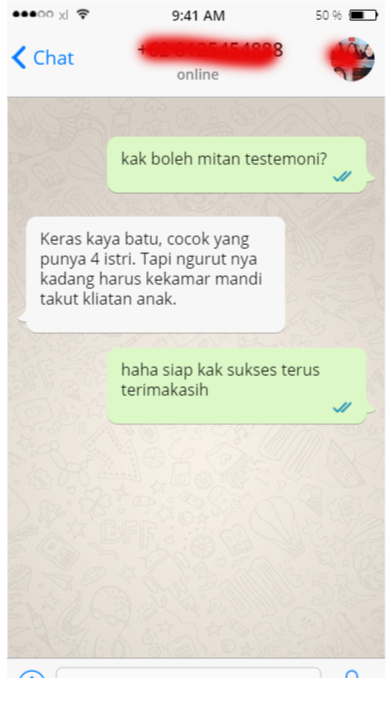 xl 9:41 AM 50 %
Chat
online
kak boleh mitan testemoni?
Keras kaya batu, cocok yang
punya 4 istri. Tapi ngurut nya
kadang harus kekamar mandi
takut kliatan anak.
haha siap kak sukses terus
terimakasih
BFF